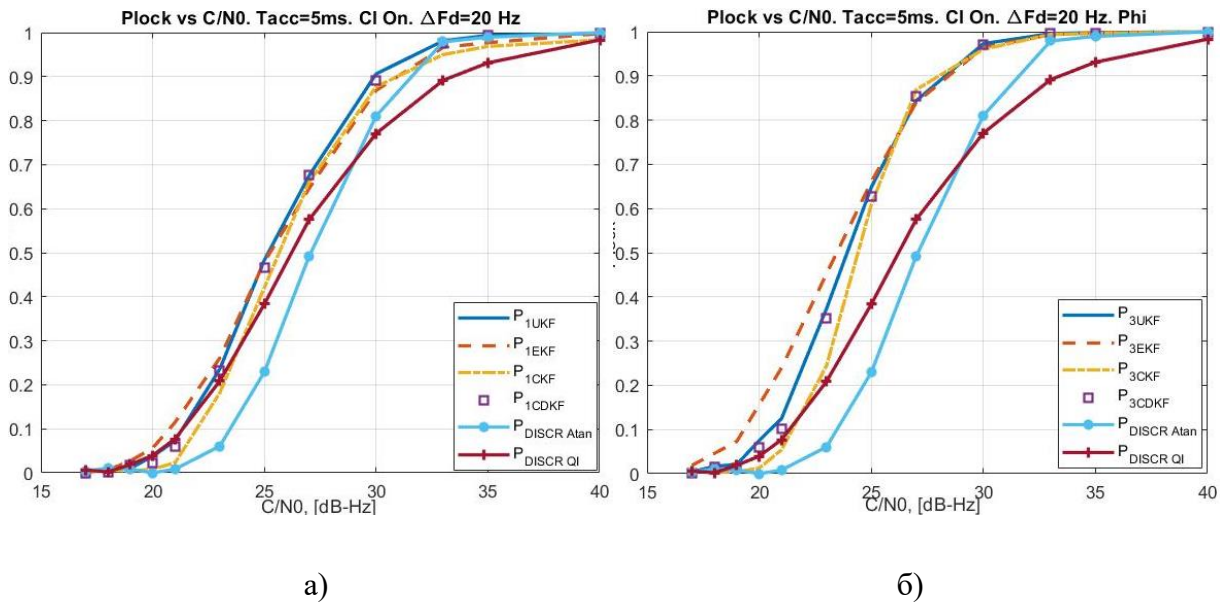 Plock vs C/N0. Tacc=5ms. CI On. △Fd=20 Hz
1
0.9
0.8
0.7
0.6
0.5
0.4
0.3
0.2
0.1
0
15
20
25
30
35
40
C/N0, [dB-Hz]
P1UKF
P1EKF
P1CKF
P1CDKF
PDISCR Atan
PDISCR QI
а)
Plock vs C/N0. Tacc=5ms. CI On. △Fd=20 Hz. Phi
1
0.9
0.8
0.7
0.6
0.5
0.4
0.3
0.2
0.1
0
15
20
25
30
35
40
C/N0, [dB-Hz]
P3UKF
P3EKF
P3CKF
P3CDKF
PDISCR Atan
PDISCR QI
б)